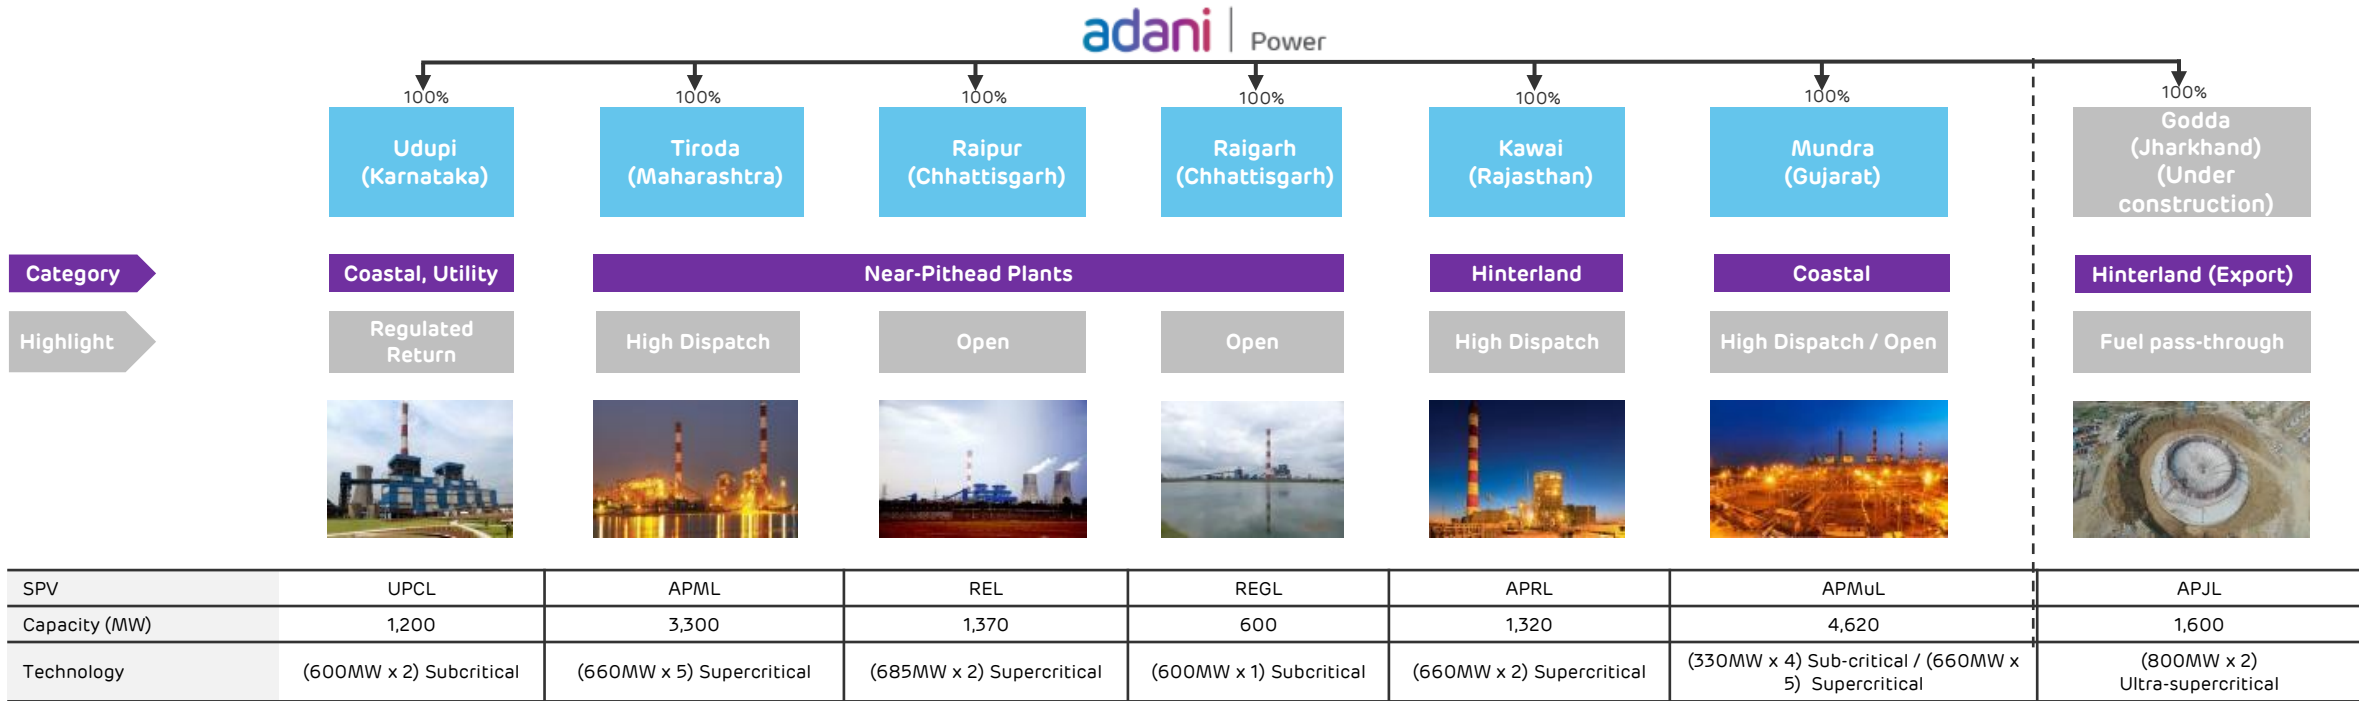 adani | Power
100% 100% 100% 100% 100% 100% 100%
Udupi
(Karnataka)
Tiroda
(Maharashtra)
Raipur
(Chhattisgarh)
Raigarh
(Chhattisgarh)
Kawai
(Rajasthan)
Mundra
(Gujarat)
Godda
(Jharkhand)
(Under
construction)
Category
Coastal, Utility
Near-Pithead Plants
Hinterland
Coastal
Hinterland (Export)
Highlight
Regulated
Return
High Dispatch
Open
Open
High Dispatch
High Dispatch / Open
Fuel pass-through
SPV UPCL APML REL REGL APRL APMuL APJL
Capacity (MW) 1,200 3,300 1,370 600 1,320 4,620 1,600
Technology
(600MW x 2) Subcritical
(660MW x 5) Supercritical
(685MW x 2) Supercritical
(600MW x 1) Subcritical
(660MW x 2) Supercritical
(330MW x 4) Sub-critical / (660MW x
5) Supercritical
(800MW x 2)
Ultra-supercritical